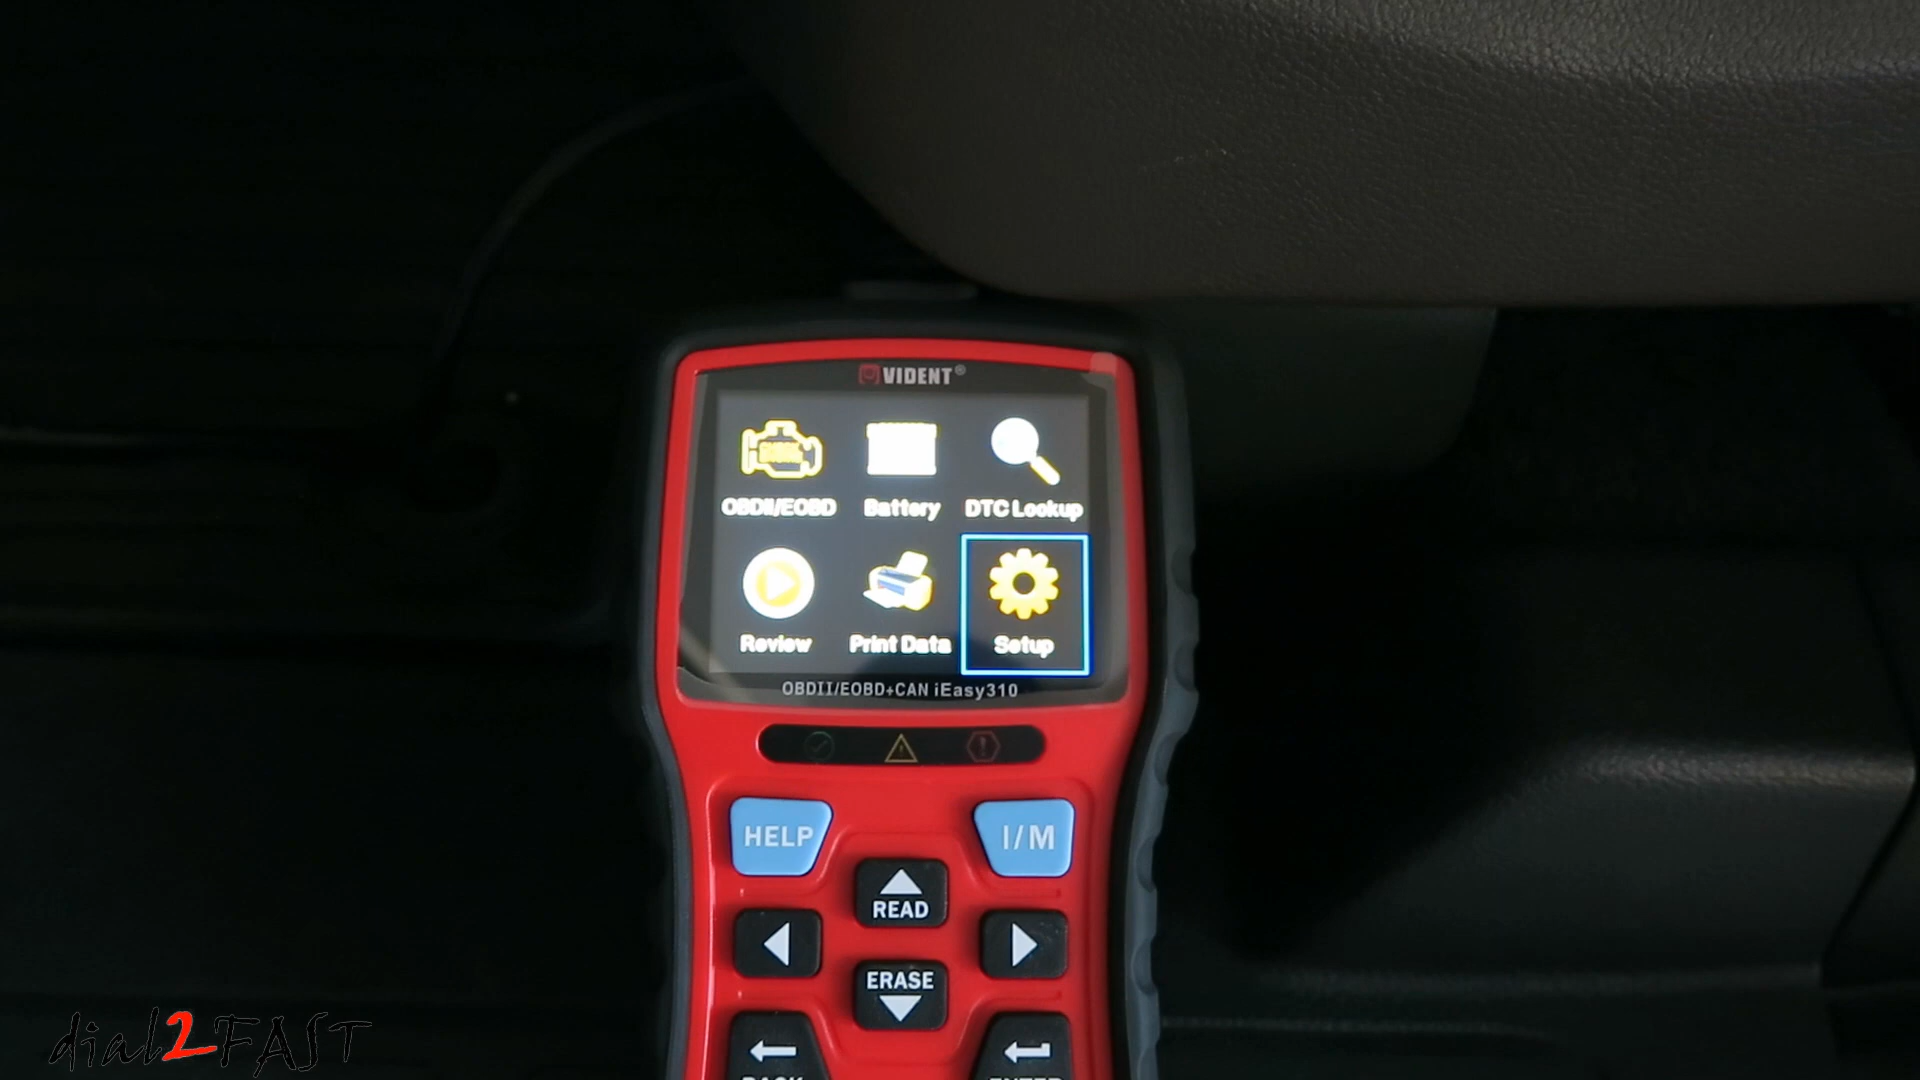 VIDENT®
OBDII/EOBD Battery DTC Lookup
Review Print Data Setup
OBDII/EOBD+CAN iEasy310
HELP I/M
READ
ERASE
dial2FAST